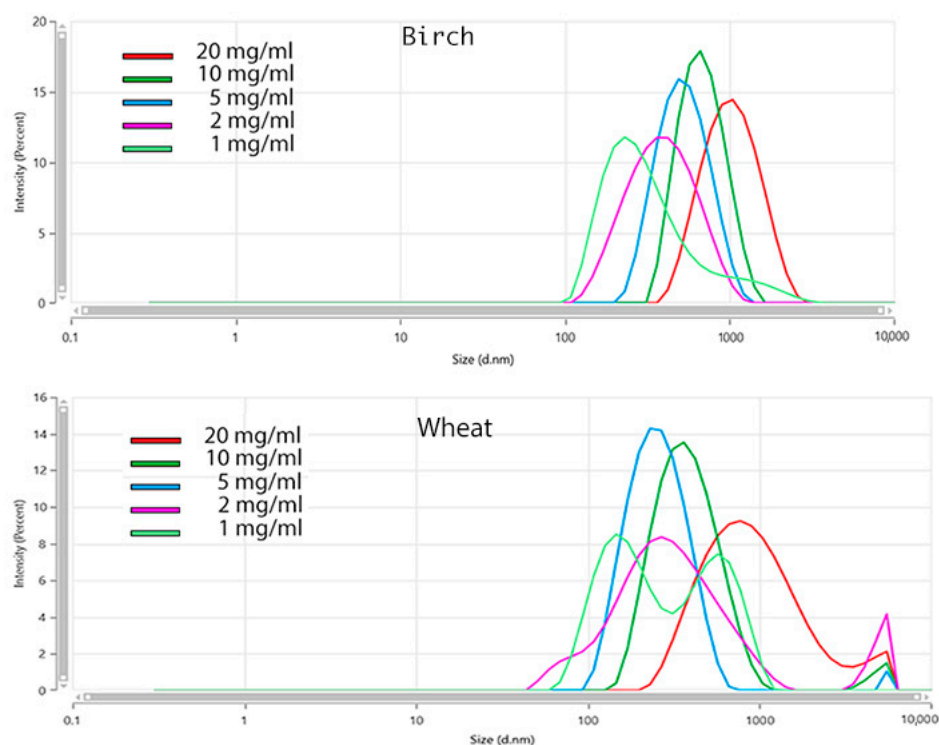 Birch
Intensity (Percent)
20
15
10
5
0
20 mg/ml
10 mg/ml
5 mg/ml
2 mg/ml
1 mg/ml
0.1 1 10 100 1000 10,000
Size (d.nm)
Wheat
Intensity (Percent)
16
14
12
10
8
6
4
2
0
20 mg/ml
10 mg/ml
5 mg/ml
2 mg/ml
1 mg/ml
0.1 1 10 100 1000 10,000
Size (d.nm)